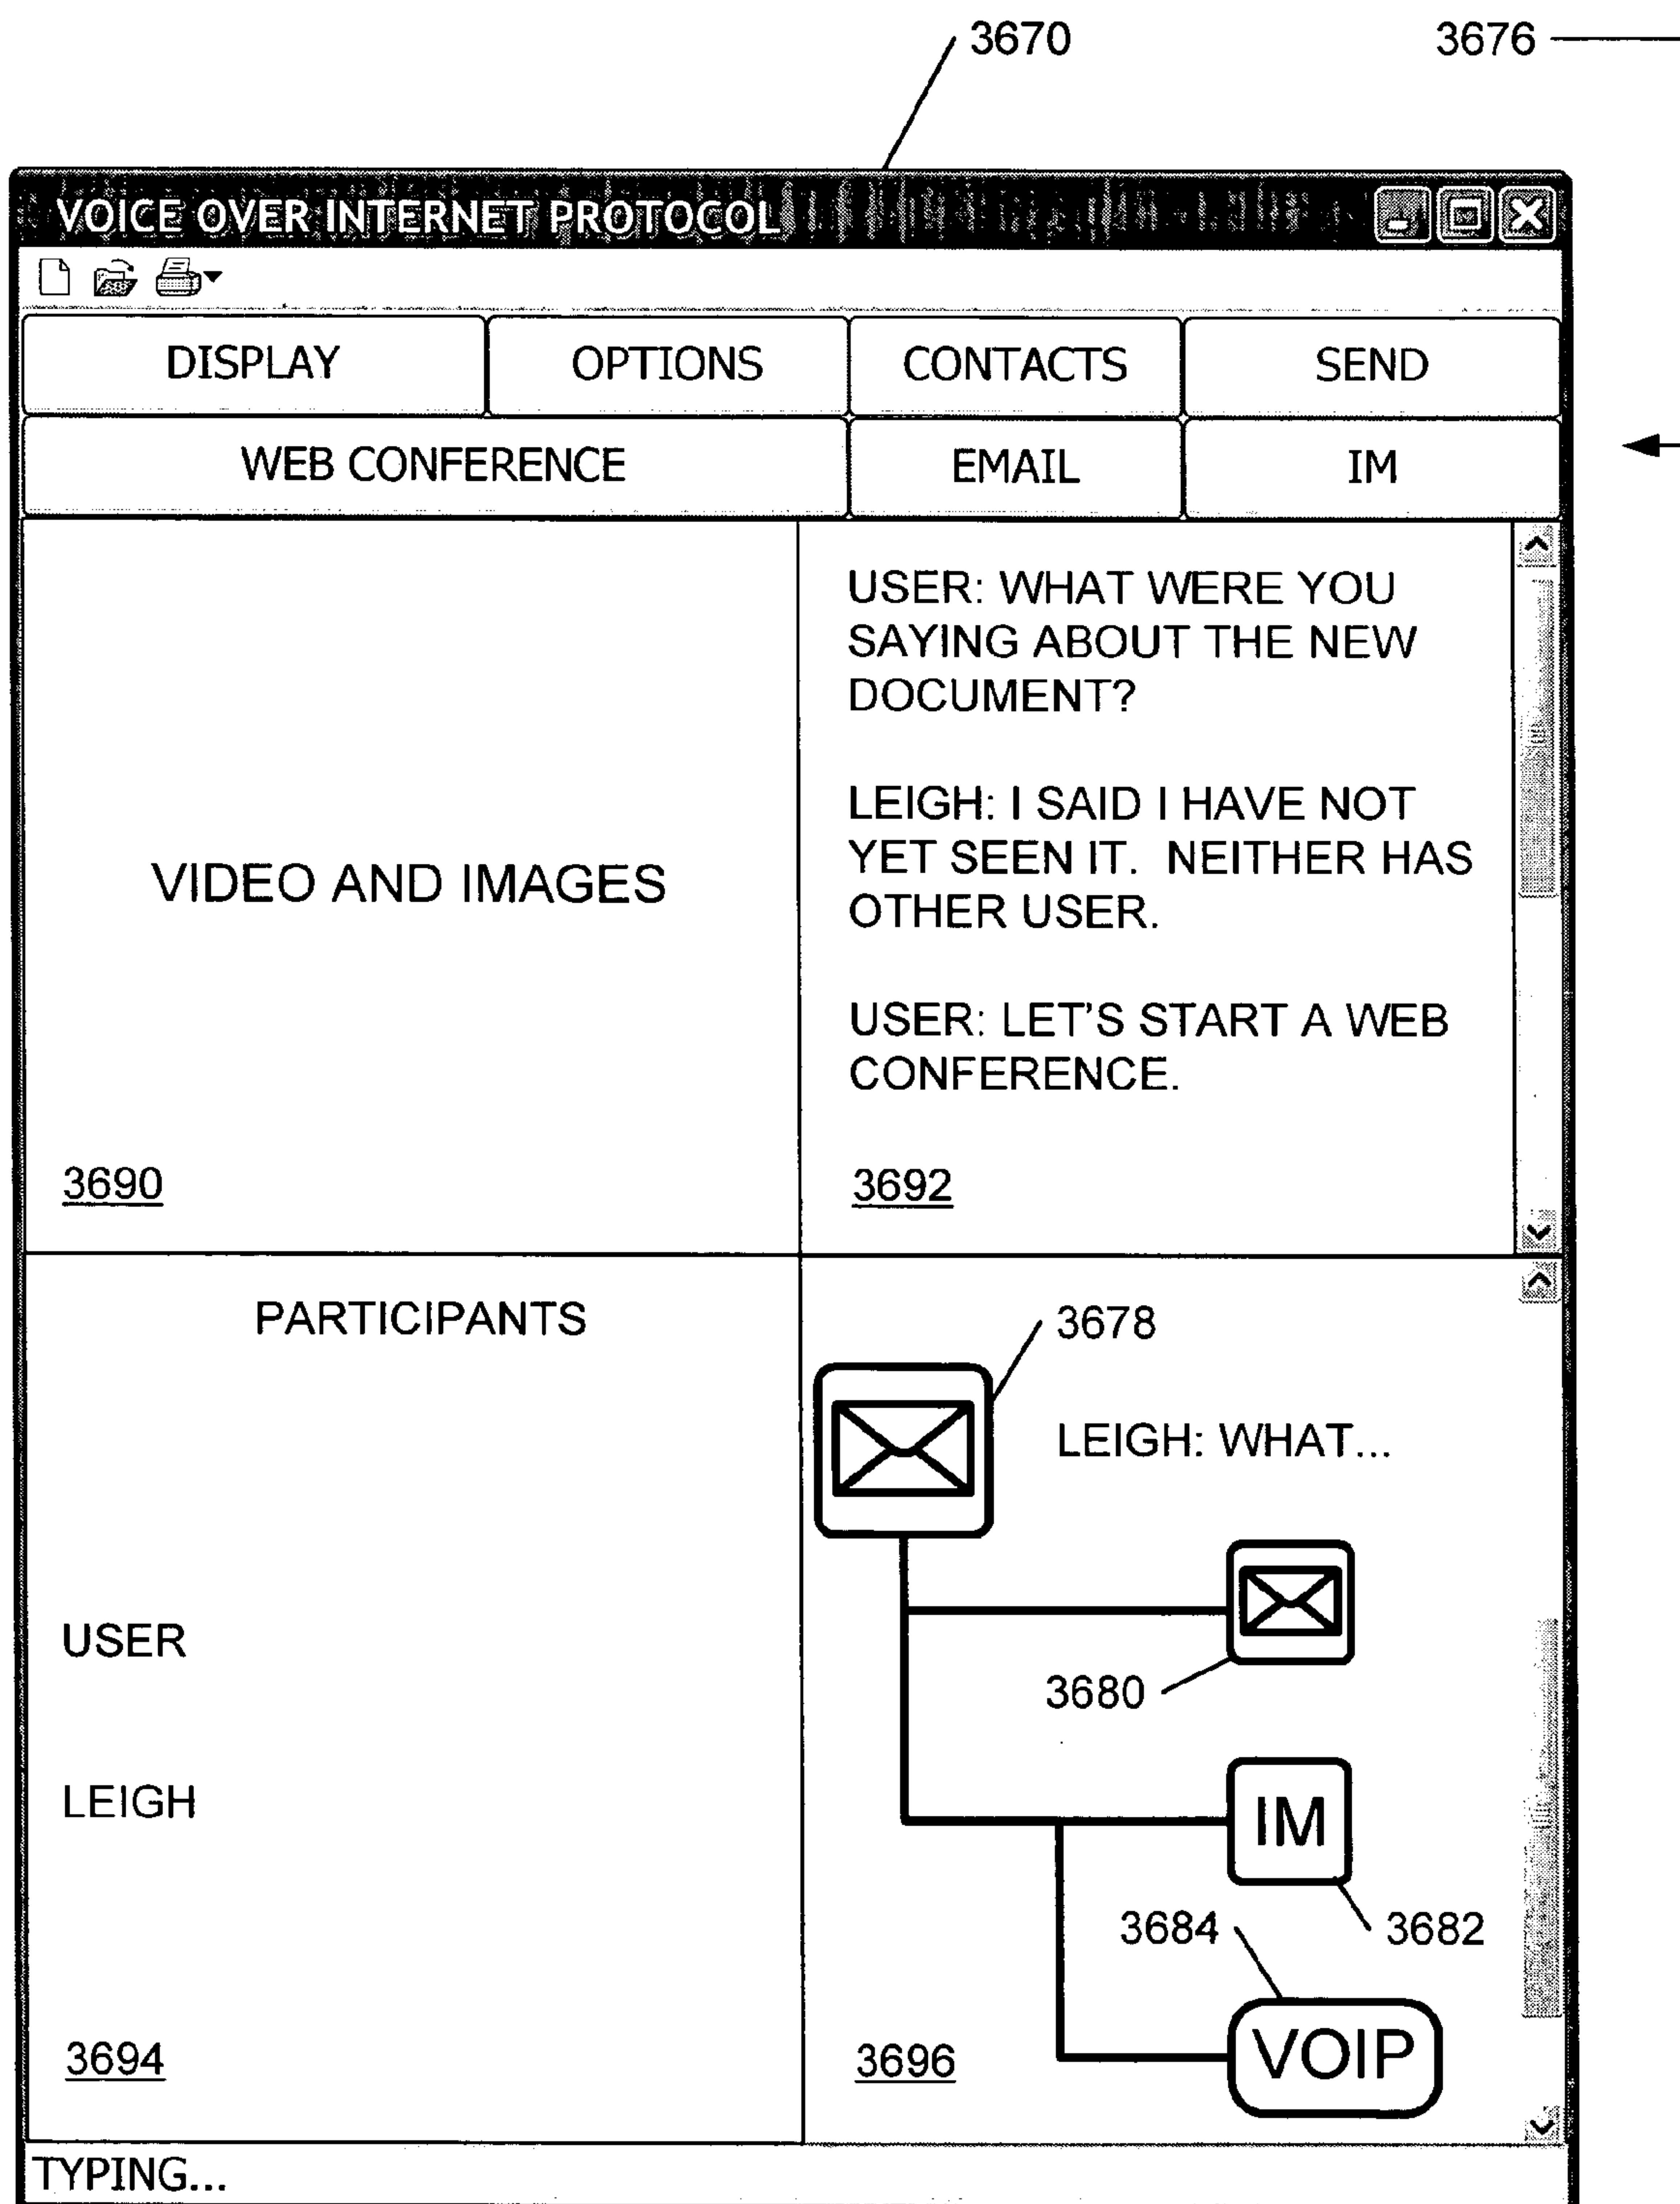 3670
3676
VOICE OVER INTERNET PROTOCOL
DISPLAY OPTIONS CONTACTS SEND
WEB CONFERENCE EMAIL IM
USER: WHAT WERE YOU
SAYING ABOUT THE NEW
DOCUMENT?
LEIGH: I SAID I HAVE NOT
YET SEEN IT. NEITHER HAS
OTHER USER.
USER: LET'S START A WEB
CONFERENCE.
VIDEO AND IMAGES
3690
3692
PARTICIPANTS
USER
LEIGH
3694
3678
LEIGH: WHAT...
3680
IM
3684
3682
VOIP
3696
TYPING...